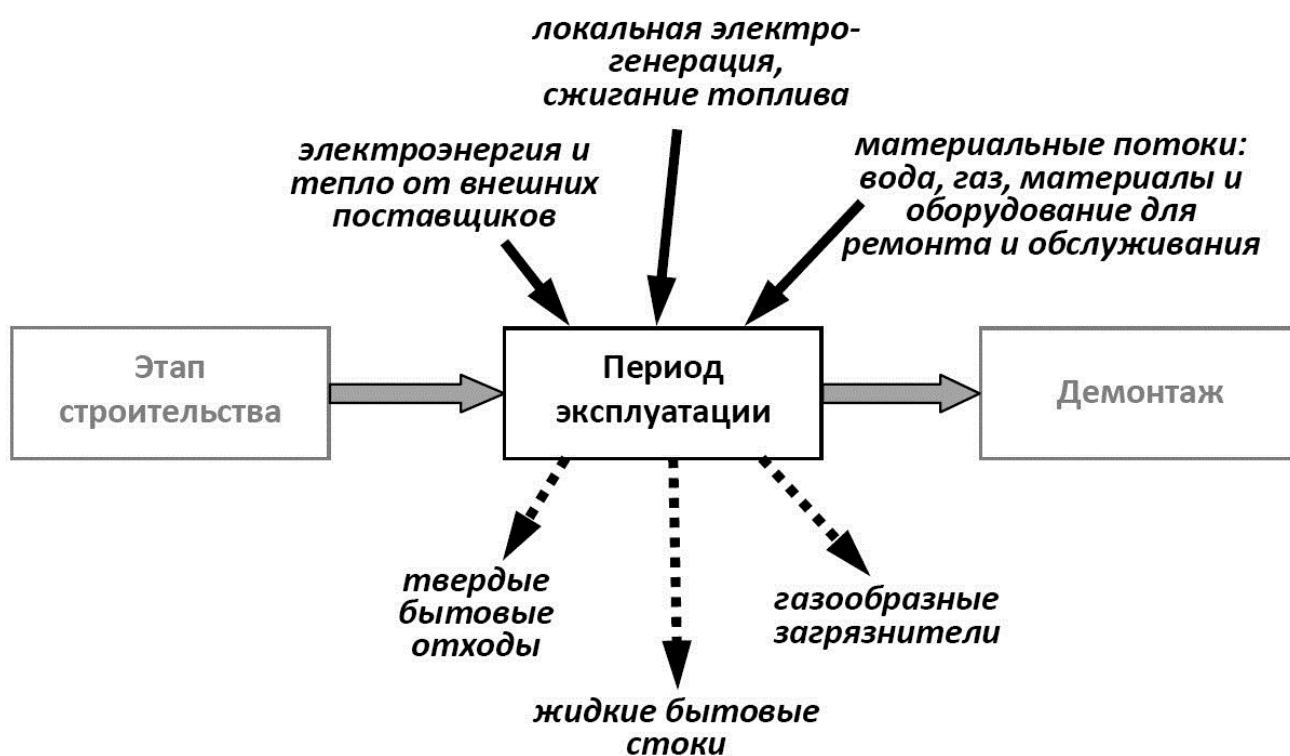 локальная электро-
генерация,
сжигание топлива
электроэнергия и
тепло от внешних
поставщиков
материальные потоки:
вода, газ, материалы и
оборудование для
ремонта и обслуживания
Этап
строительства
Период
эксплуатации
Демонтаж
твердые
бытовые
отходы
газообразные
загрязнители
жидкие бытовые
стоки